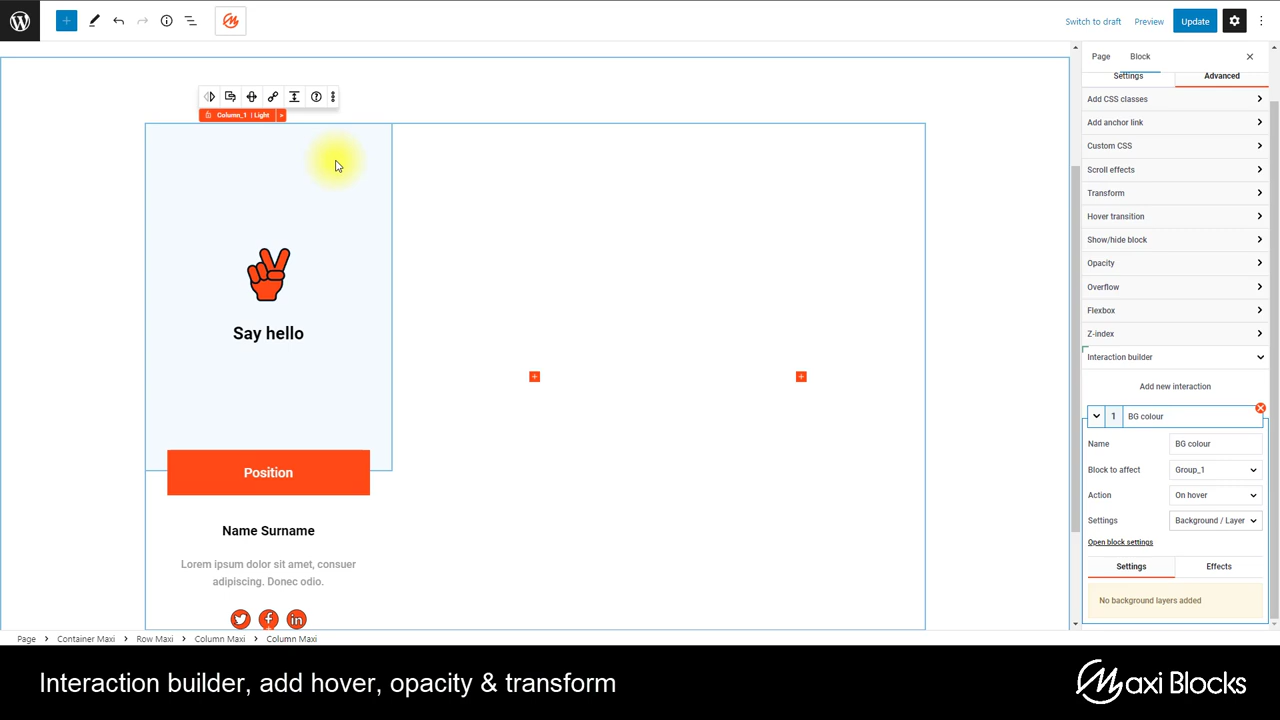 Switch to draft
Preview
Update
Page
Block
Settings
Advanced
Column_1 | Light >
Add CSS classes
Add anchor link
Custom CSS
Scroll effects
Transform
Hover transition
Show/hide block
Opacity
Overflow
Flexbox
Z-index
Interaction builder
Add new interaction
1 BG colour
Name BG colour
Block to affect Group_1
Action On hover
Settings Background / Layer
Open block settings
Settings Effects
No background layers added
Say hello
Position
Name Surname
Lorem ipsum dolor sit amet, consuer
adipiscing. Donec odio.
Page Container Maxi Row Maxi Column Maxi Column Maxi
Interaction builder, add hover, opacity & transform
Maxi Blocks